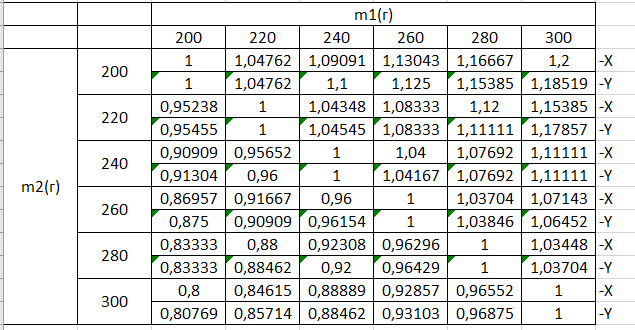 m1(г)
200 220 240 260 280 300
200 1 1,04762 1,09091 1,13043 1,16667 1,2 -X
1 1,04762 1,1 1,125 1,15385 1,18519 -Y
220 0,95238 1 1,04348 1,08333 1,12 1,15385 -X
0,95455 1 1,04545 1,08333 1,11111 1,17857 -Y
240 0,90909 0,95652 1 1,04 1,07692 1,11111 -X
0,91304 0,96 1 1,04167 1,07692 1,11111 -Y
m2(г)
260 0,86957 0,91667 0,96 1 1,03704 1,07143 -X
0,875 0,90909 0,96154 1 1,03846 1,06452 -Y
280 0,83333 0,88 0,92308 0,96296 1 1,03448 -X
0,83333 0,88462 0,92 0,96429 1 1,03704 -Y
300 0,8 0,84615 0,88889 0,92857 0,96552 1 -X
0,80769 0,85714 0,88462 0,93103 0,96875 1 -Y